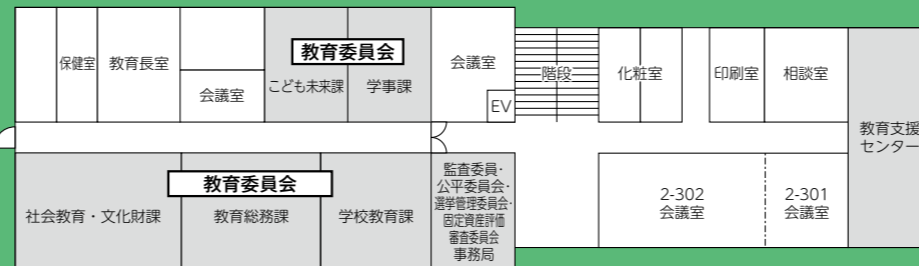 教育委員会
保健室
教育長室
会議室
こども未来課
学事課
会議室
EV
階段
化粧室
印刷室
相談室
教育支援
センター
教育委員会
社会教育・文化財課
教育総務課
学校教育課
監査委員・
公平委員会・
選挙管理委員会・
固定資産評価
審査委員会
事務局
2-302
会議室
2-301
会議室